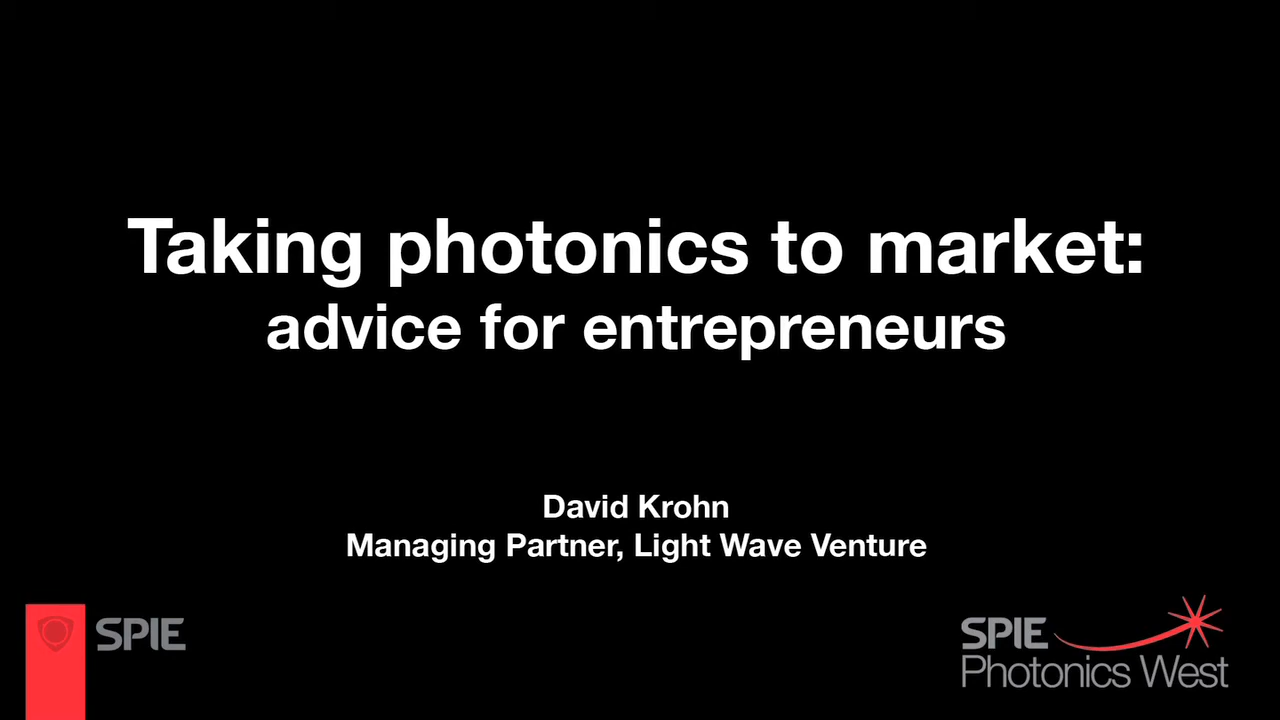 Taking photonics to market:
advice for entrepreneurs
David Krohn
Managing Partner, Light Wave Venture
SPIE
SPIE
Photonics West